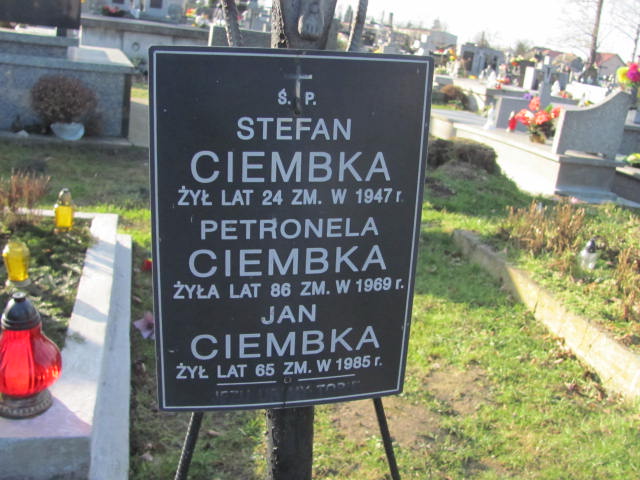 Ś. P.
STEFAN
CIEMBKA
ŻYŁ LAT 24 ZM. W 1947 r.
PETRONELA
CIEMBKA
ŻYŁA LAT 86 ZM. W 1969 r.
JAN
CIEMBKA
ŻYŁ LAT 65 ZM. W 1985 r.